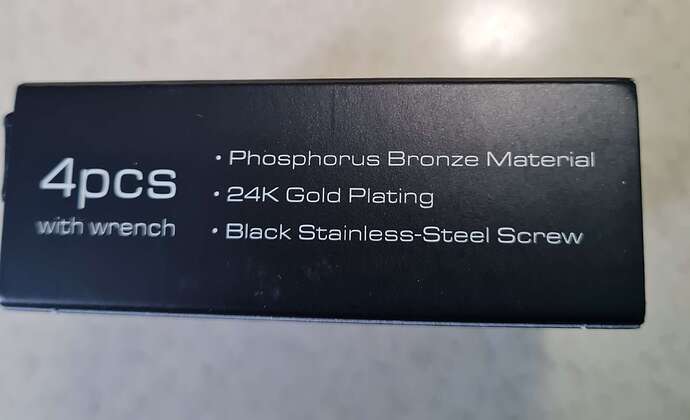 4pcs
with wrench
• Phosphorus Bronze Material
• 24K Gold Plating
• Black Stainless-Steel Screw